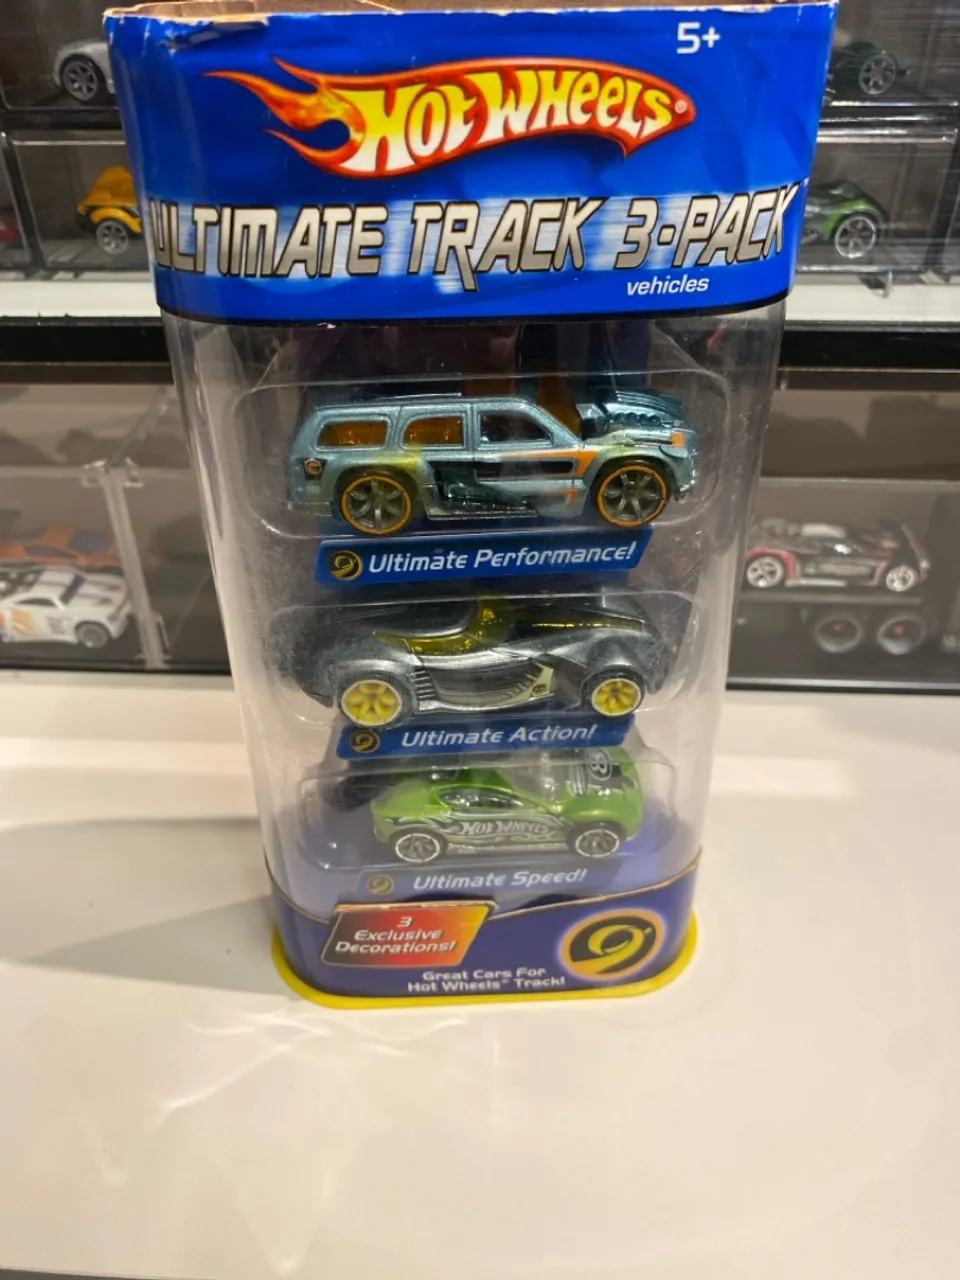 5+
HOT WHEELS®
ULTIMATE TRACK 3-PACK™
vehicles
Ultimate Performance!
Ultimate Action!
HOT WHEELS
Ultimate Speed!
3
Exclusive
Decorations!
Great Cars For
Hot Wheels® Track!